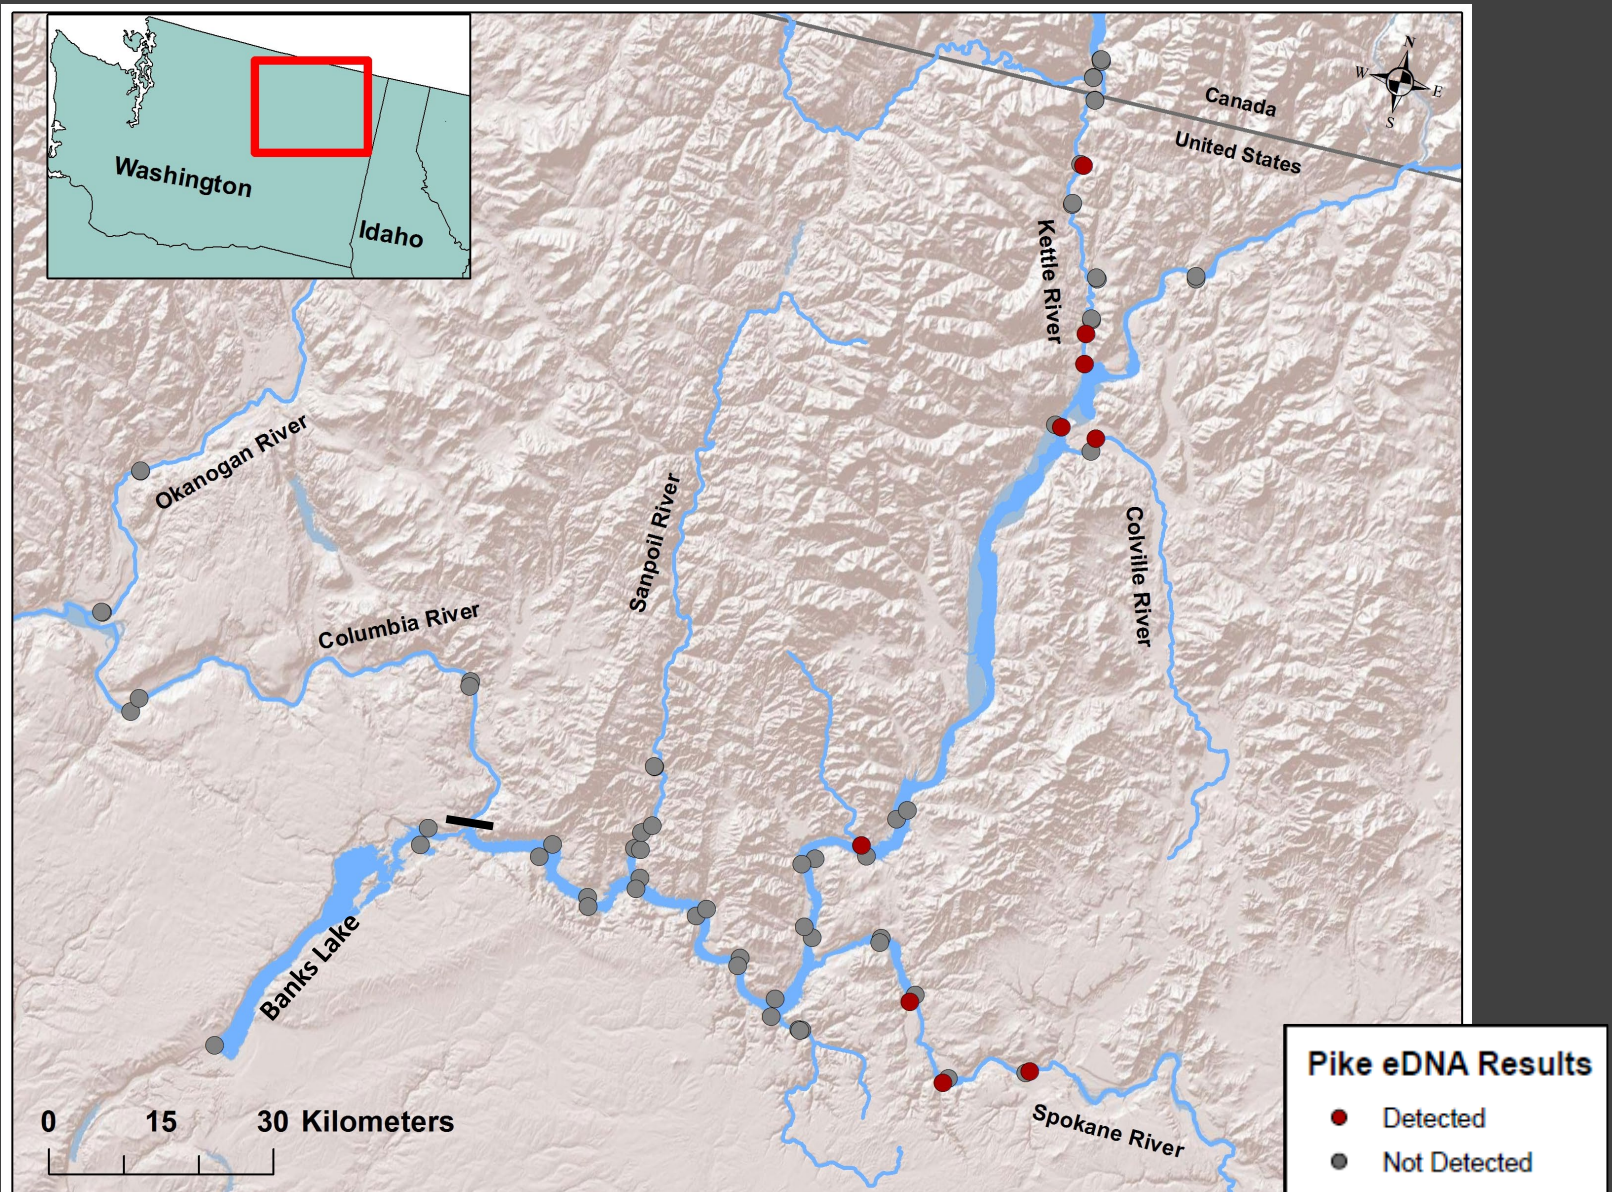 Washington
Idaho
N
W
E
S
Canada
United States
Kettle River
Okanogan River
Sanpoil River
Colville River
Columbia River
Banks Lake
Spokane River
0 15 30 Kilometers
Pike eDNA Results
Detected
Not Detected